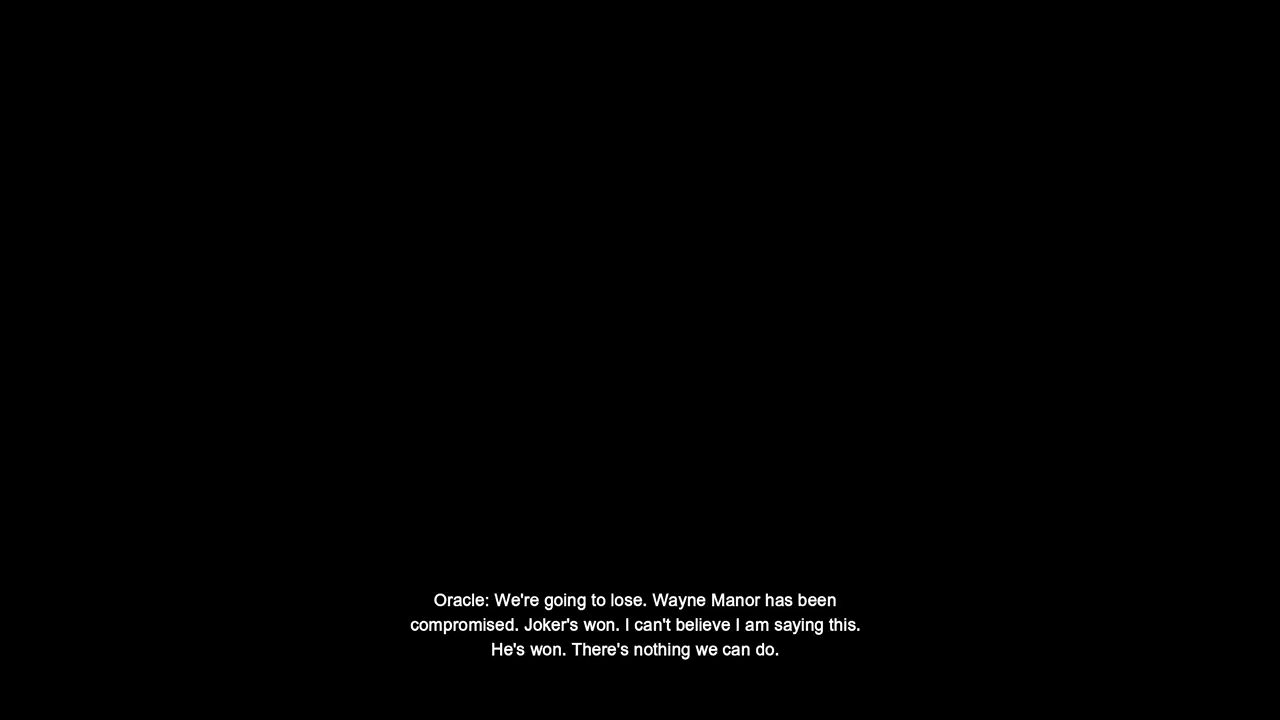 Oracle: We're going to lose. Wayne Manor has been
compromised. Joker's won. I can't believe I am saying this.
He's won. There's nothing we can do.